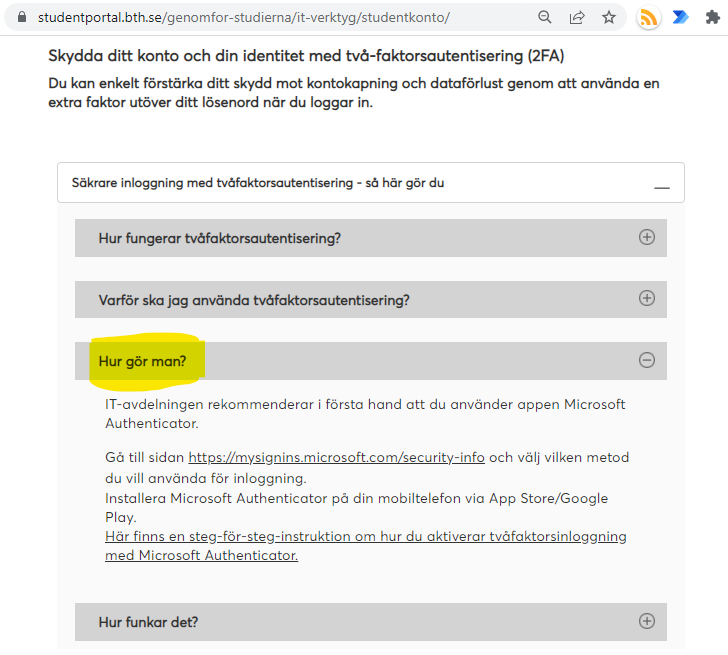 studentportal.bth.se/genomfor-studierna/it-verktyg/studentkonto/
Skydda ditt konto och din identitet med två-faktorsautentisering (2FA)
Du kan enkelt förstärka ditt skydd mot kontokapning och dataförlust genom att använda en
extra faktor utöver ditt lösenord när du loggar in.
Säkrare inloggning med tvåfaktorsautentisering - så här gör du
Hur fungerar tvåfaktorsautentisering?
Varför ska jag använda tvåfaktorsautentisering?
Hur gör man?
IT-avdelningen rekommenderar i första hand att du använder appen Microsoft
Authenticator.
Gå till sidan https://mysignins.microsoft.com/security-info och välj vilken metod
du vill använda för inloggning.
Installera Microsoft Authenticator på din mobiltelefon via App Store/Google
Play.
Här finns en steg-för-steg-instruktion om hur du aktiverar tvåfaktorsinloggning
med Microsoft Authenticator.
Hur funkar det?